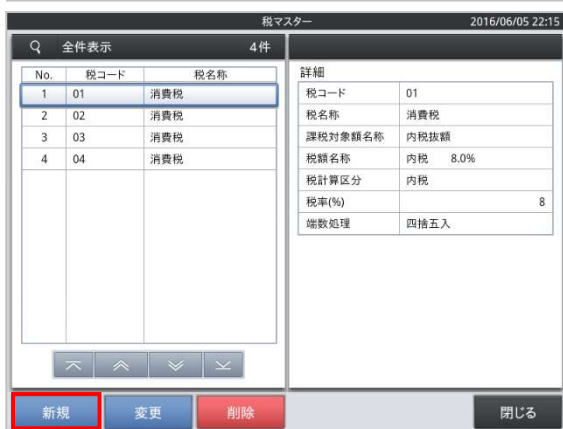 税マスター 2016/06/05 22:15
全件表示 4件
No. 税コード 税名称
1 01 消費税
2 02 消費税
3 03 消費税
4 04 消費税
詳細
税コード 01
税名称 消費税
課税対象額名称 内税抜額
税額名称 内税 8.0%
税計算区分 内税
税率(%) 8
端数処理 四捨五入
新規 変更 削除 閉じる